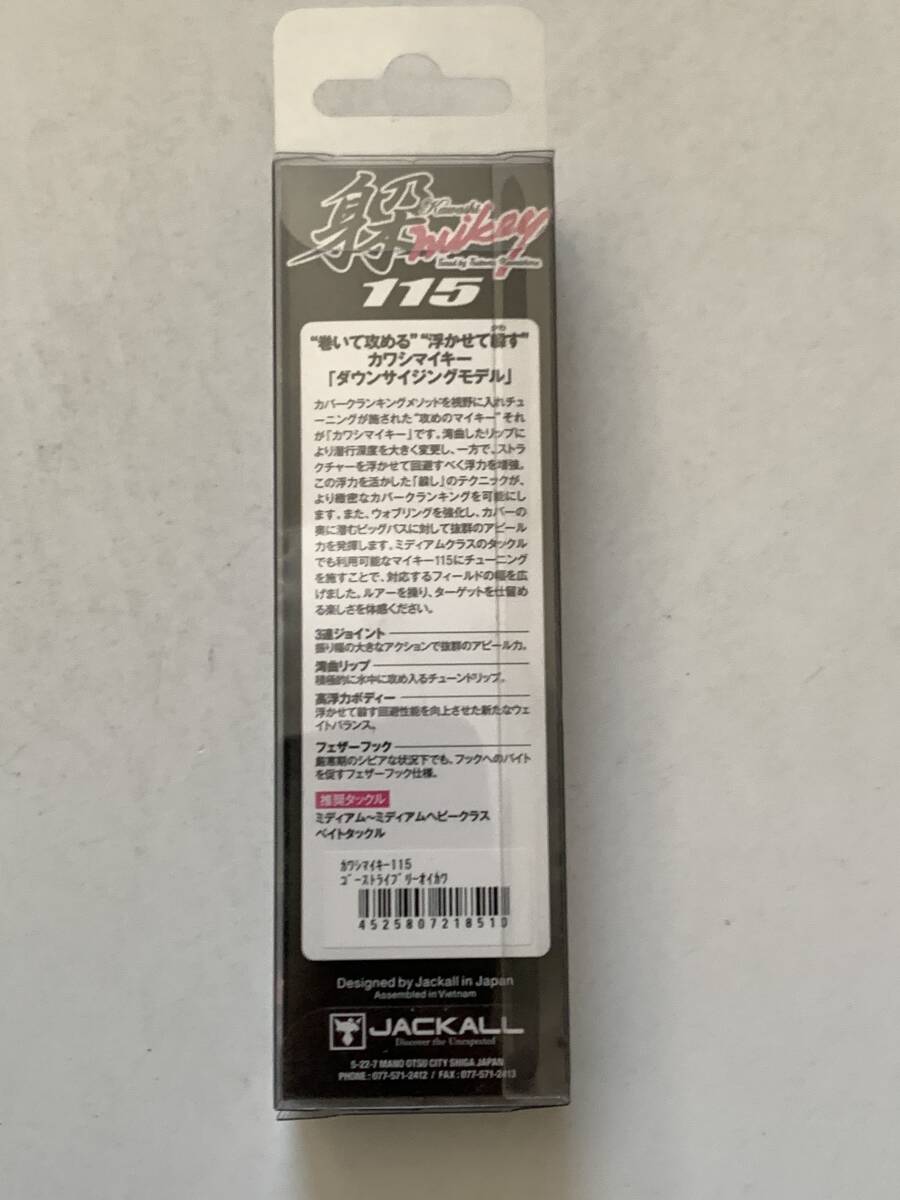 躱
Kawashi
mikey
Tuned by Tsutomu Kawashima
115
“巻いて攻める”“浮かせて躱す”
かわ
カワシマイキー
「ダウンサイジングモデル」
カバークランキングメソッドを視野に入れチュ
ーニングが施された“攻めのマイキー”それ
が「カワシマイキー」です。湾曲したリップに
より潜行深度を大きく変更し、一方で、ストラ
クチャーを浮かせて回避すべく浮力を増強。
この浮力を活かした「躱し」のテクニックが、
より緻密なカバークランキングを可能にし
ます。また、ウォブリングを強化し、カバーの
奥に潜むビッグバスに対して抜群のアピール
力を発揮します。ミディアムクラスのタックル
でも利用可能なマイキー115にチューニング
を施すことで、対応するフィールドの幅を広
げました。ルアーを操り、ターゲットを仕留め
る楽しさを体感ください。
3連ジョイント
振り幅の大きなアクションで抜群のアピール力。
湾曲リップ
積極的に水中に攻め入るチューンドリップ。
高浮力ボディー
浮かせて躱す回避性能を向上させた新たなウェ
イトバランス。
フェザーフック
厳寒期のシビアな状況下でも、フックへのバイト
を促すフェザーフック仕様。
推奨タックル
ミディアム〜ミディアムヘビークラス
ベイトタックル
ｶﾜｼﾏｲｷｰ115
ｺﾞｰｽﾄﾗｲﾌﾞﾘｰｵｲｶﾜ
4525807218510
Designed by Jackall in Japan
Assembled in Vietnam
JACKALL
Discover the Unexpected
5-22-7 MANO OTSU CITY SHIGA JAPAN
PHONE : 077-571-2412 / FAX : 077-571-2413